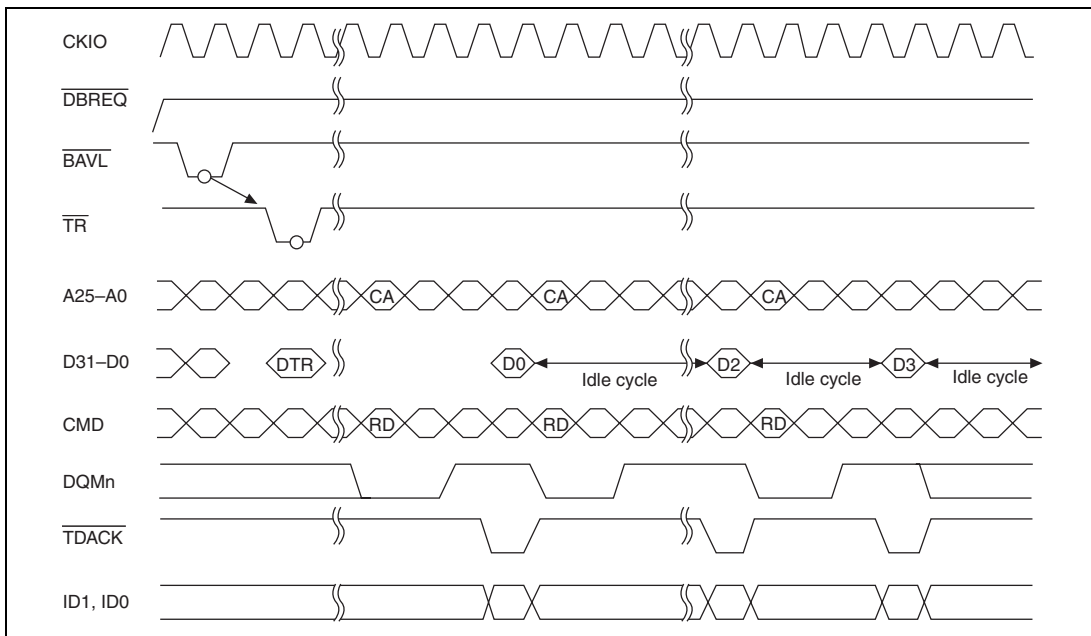 CKIO
DBREQ
BAVL
TR
A25–A0 CA CA CA
D31–D0 DTR D0 Idle cycle D2 Idle cycle D3 Idle cycle
CMD RD RD RD
DQMn
TDACK
ID1, ID0